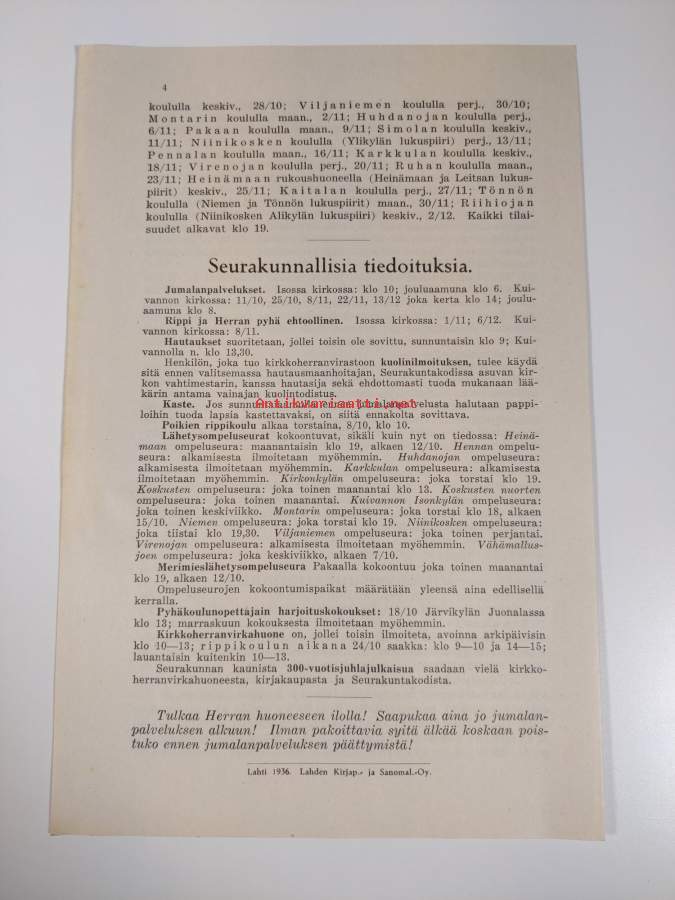 4
koululla keskiv., 28/10; Viljaniemen koululla perj., 30/10;
Montarin koululla maan., 2/11; Huhdanojan koululla perj.,
6/11; Pakaan koululla maan., 9/11; Simolan koululla keskiv.,
11/11; Niinikosken koululla (Ylikylän lukuspiiri) perj., 13/11;
Pennalan koululla maan., 16/11; Karkkulan koululla keskiv.,
18/11; Virenojan koululla perj., 20/11; Ruhan koululla maan.,
23/11; Heinämaan rukoushuoneella (Heinämaan ja Leitsan lukus-
piirit) keskiv., 25/11; Kaitalan koululla perj., 27/11; Tönnön
koululla (Niemen ja Tönnön lukuspiirit) maan., 30/11; Riihiojan
koululla (Niinikosken Alikylän lukuspiiri) keskiv., 2/12. Kaikki tilai-
suudet alkavat klo 19.
Seurakunnallisia tiedoituksia.
Jumalanpalvelukset. Isossa kirkossa: klo 10; jouluaamuna klo 6. Kui-
vannon kirkossa: 11/10, 25/10, 8/11, 22/11, 13/12 joka kerta klo 14; joulu-
aamuna klo 8.
Rippi ja Herran pyhä ehtoollinen. Isossa kirkossa: 1/11; 6/12. Kui-
vannon kirkossa: 8/11.
Hautaukset suoritetaan, jollei toisin ole sovittu, sunnuntaisin klo 9; Kui-
vannolla n. klo 13,30.
Henkilön, joka tuo kirkkoherranvirastoon kuolinilmoituksen, tulee käydä
sitä ennen valitsemassa hautausmaanhoitajan, Seurakuntakodissa asuvan kir-
kon vahtimestarin, kanssa hautasija sekä ehdottomasti tuoda mukanaan lää-
kärin antama vainajan kuolintodistus.
Kaste. Jos sunnuntaiaamulla ennen jumalanpalvelusta halutaan pappi-
loihin tuoda lapsia kastettavaksi, on siitä ennakolta sovittava.
Poikien rippikoulu alkaa torstaina, 8/10, klo 10.
Lähetysompeluseurat kokoontuvat, sikäli kuin nyt on tiedossa: Heinä-
maan ompeluseura: maanantaisin klo 19, alkaen 12/10. Hennan ompelu-
seura: alkamisesta ilmoitetaan myöhemmin. Huhdanojan ompeluseura:
alkamisesta ilmoitetaan myöhemmin. Karkkulan ompeluseura: alkamisesta
ilmoitetaan myöhemmin. Kirkonkylän ompeluseura: joka torstai klo 19.
Koskusten ompeluseura: joka toinen maanantai klo 13. Koskusten nuorten
ompeluseura: joka toinen maanantai. Kuivannon Isonkylän ompeluseura:
joka toinen keskiviikko. Montarin ompeluseura: joka torstai klo 18, alkaen
15/10. Niemen ompeluseura: joka torstai klo 19. Niinikosken ompeluseura:
joka tiistai klo 19,30. Viljaniemen ompeluseura: joka toinen perjantai.
Virenojan ompeluseura: alkamisesta ilmoitetaan myöhemmin. Vähämallus-
joen ompeluseura: joka keskiviikko, alkaen 7/10.
Merimieslähetysompeluseura Pakaalla kokoontuu joka toinen maanantai
klo 19, alkaen 12/10.
Ompeluseurojen kokoontumispaikat määrätään yleensä aina edellisellä
kerralla.
Pyhäkoulunopettajain harjoituskokoukset: 18/10 Järvikylän Juonalassa
klo 13; marraskuun kokouksesta ilmoitetaan myöhemmin.
Kirkkoherranvirkahuone on, jollei toisin ilmoiteta, avoinna arkipäivisin
klo 10—13; rippikoulun aikana 24/10 saakka: klo 9—10 ja 14—15;
lauantaisin kuitenkin 10—13.
Seurakunnan kaunista 300-vuotisjuhlajulkaisua saadaan vielä kirkko-
herranvirkahuoneesta, kirjakaupasta ja Seurakuntakodista.
Tulkaa Herran huoneeseen ilolla! Saapukaa aina jo jumalan-
palveluksen alkuun! Ilman pakoittavia syitä älkää koskaan pois-
tuko ennen jumalanpalveluksen päättymistä!
Lahti 1936. Lahden Kirjap.- ja Sanomal.-Oy.
Antikvariaatti.net